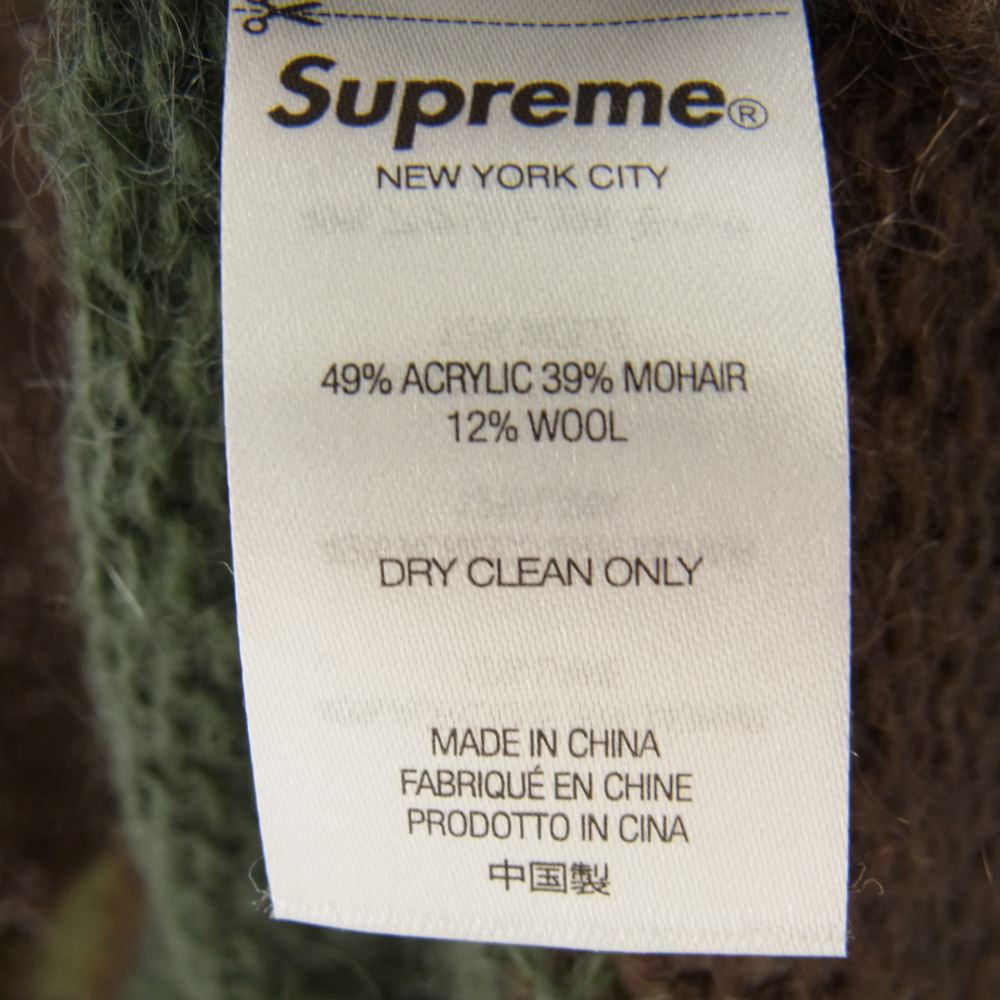 Supreme®
NEW YORK CITY
49% ACRYLIC 39% MOHAIR
12% WOOL
DRY CLEAN ONLY
MADE IN CHINA
FABRIQUÉ EN CHINE
PRODOTTO IN CINA
中国製